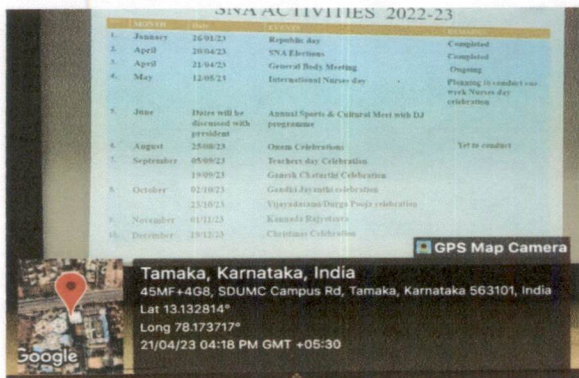 SNA ACTIVITIES 2022-23
MONTH Date EVENTS REMARKS
1. January 26/01/23 Republic day Completed
2. April 20/04/23 SNA Elections Completed
3. April 21/04/23 General Body Meeting Ongoing
4. May 12/05/23 International Nurses day Planning to conduct one
week Nurses day
celebration
5. June Dates will be Annual Sports & Cultural Meet with DJ
discussed with programme
president
6. August 25/08/23 Onam Celebrations Yet to conduct
7. September 05/09/23 Teachers day Celebration
19/09/23 Ganesh Chaturthi Celebration
8. October 02/10/23 Gandhi Jayanthi celebration
25/10/23 Vijayadasama/Durga Pooja celebration
9. November 01/11/23 Kannada Rajyotsava
10. December 19/12/23 Christmas Celebration
GPS Map Camera
Tamaka, Karnataka, India
45MF+4G8, SDUMC Campus Rd, Tamaka, Karnataka 563101, India
Lat 13.132814°
Long 78.173717°
21/04/23 04:18 PM GMT +05:30
Google